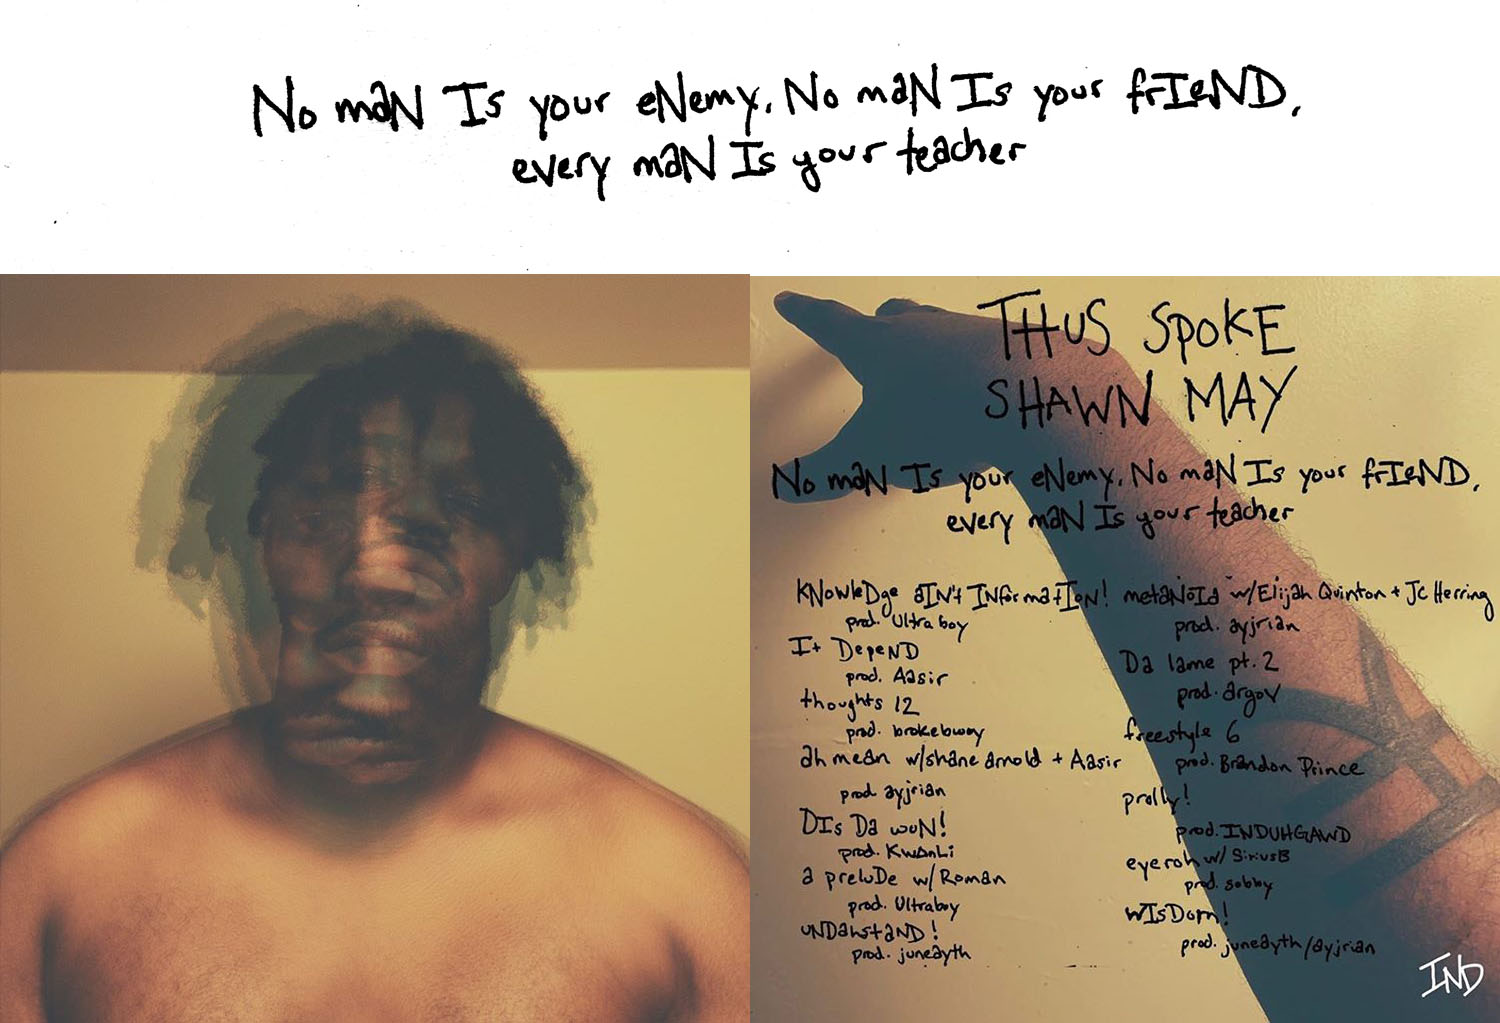 No maN Is your eNemy. No maN Is your frIeND,
every maN Is your teacher
THUS SPOKE
SHAWN MAY
No maN Is your eNemy. No maN Is your frIeND,
every maN Is your teacher
KNowleDge aIN't INformatIoN!
prod. Ultra boy
It DepeND
prod. Aasir
thoughts 12
prod. brokebwoy
ah mean w/shane arnold + Aasir
prod ayjrian
DIs Da wuN!
prod. KwanLi
a preluDe w/ Roman
prod. Ultraboy
uNDahstaND!
prod. juneayth
metaNoIa w/Elijah Quinton + Jc Herring
prod. ayjrian
Da lame pt. 2
prod. argov
freestyle 6
prod. Brandon Prince
prolly!
prod. INDUHGAWD
eyeroh w/ SiriusB
prod. sobby
wIsDom!
prod. juneayth/ayjrian
IND